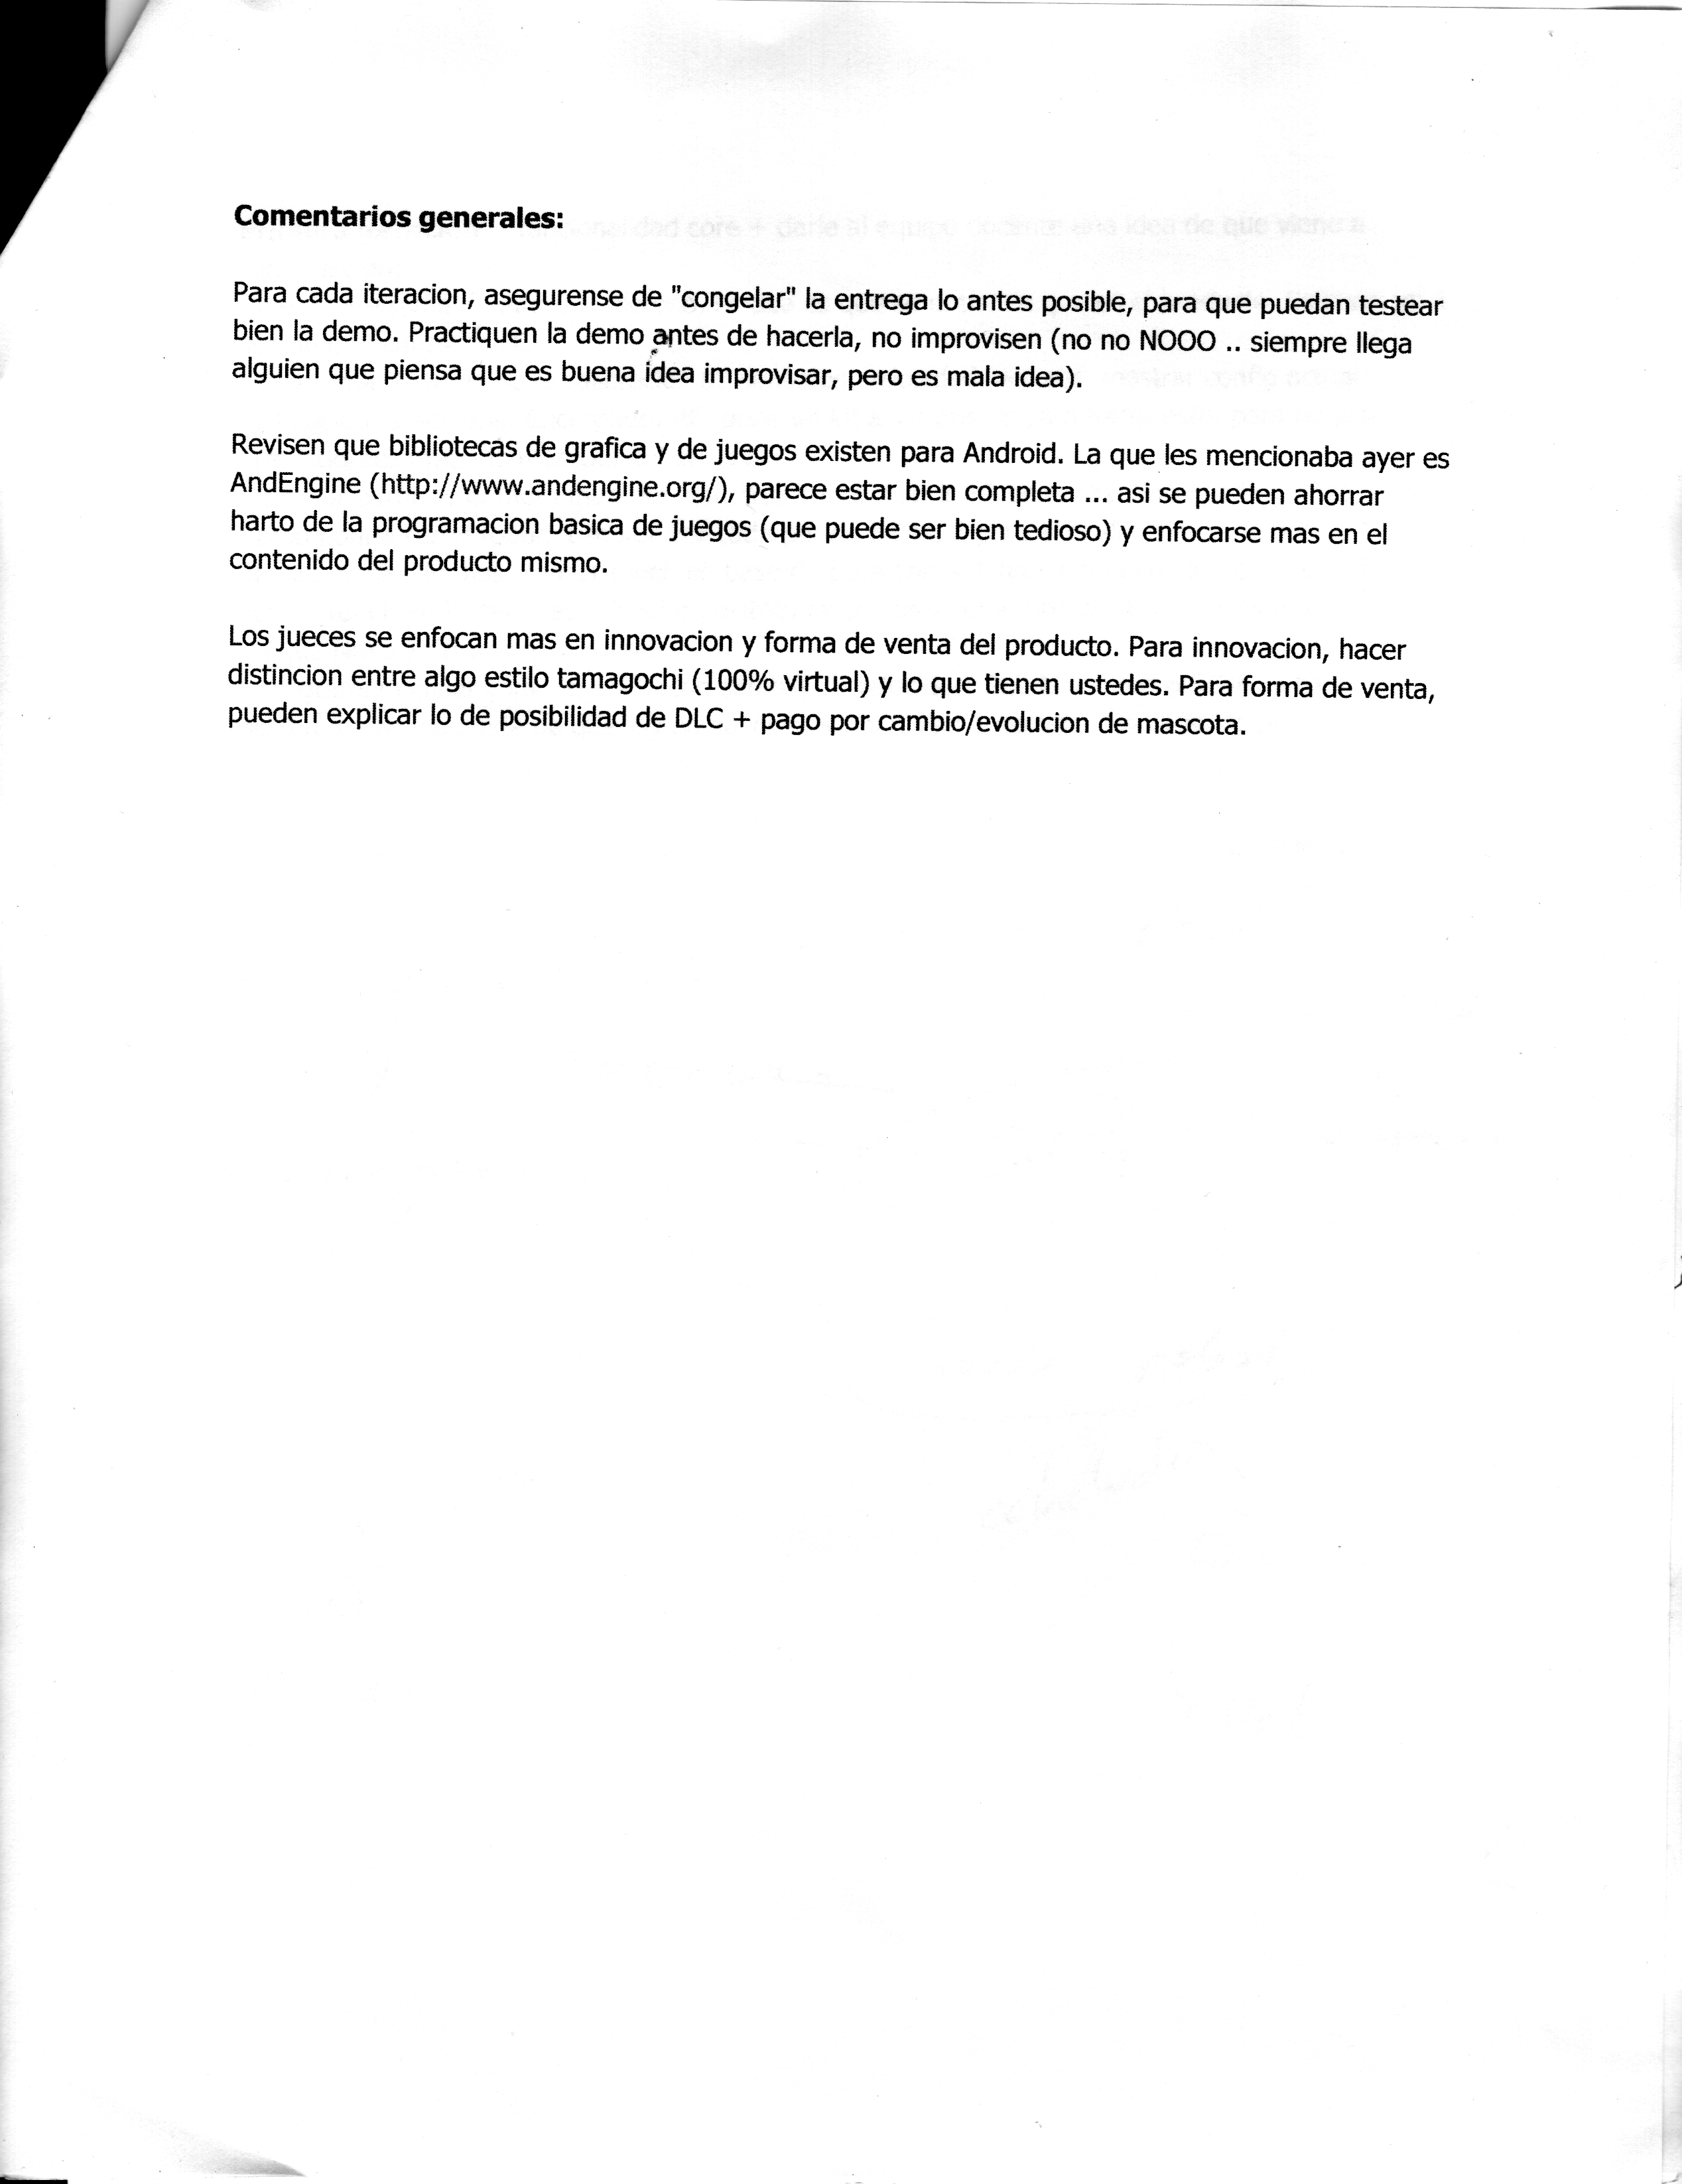 Comentarios generales:
Para cada iteracion, asegurense de "congelar" la entrega lo antes posible, para que puedan testear
bien la demo. Practiquen la demo antes de hacerla, no improvisen (no no NOOO .. siempre llega
alguien que piensa que es buena idea improvisar, pero es mala idea).
Revisen que bibliotecas de grafica y de juegos existen para Android. La que les mencionaba ayer es
AndEngine (http://www.andengine.org/), parece estar bien completa ... asi se pueden ahorrar
harto de la programacion basica de juegos (que puede ser bien tedioso) y enfocarse mas en el
contenido del producto mismo.
Los jueces se enfocan mas en innovacion y forma de venta del producto. Para innovacion, hacer
distincion entre algo estilo tamagochi (100% virtual) y lo que tienen ustedes. Para forma de venta,
pueden explicar lo de posibilidad de DLC + pago por cambio/evolucion de mascota.